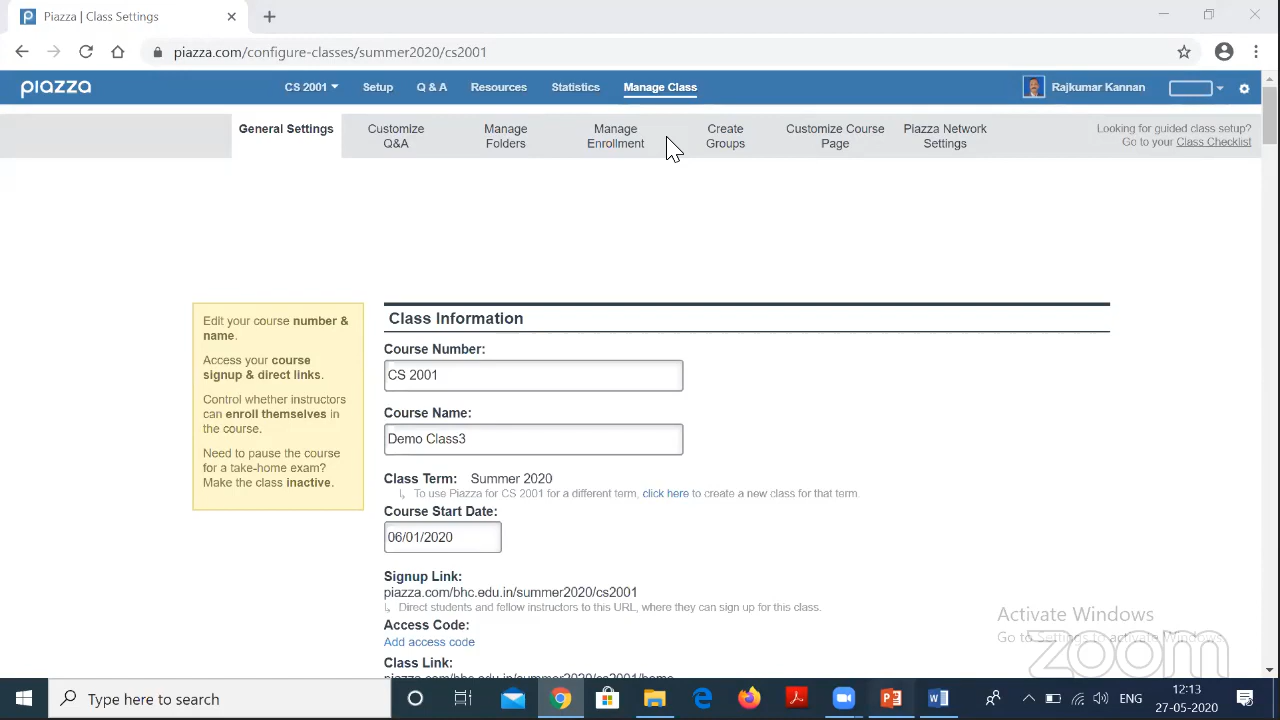 Piazza | Class Settings
piazza.com/configure-classes/summer2020/cs2001
piazza
CS 2001
Setup
Q & A
Resources
Statistics
Manage Class
Rajkumar Kannan
General Settings
Customize Q&A
Manage Folders
Manage Enrollment
Create Groups
Customize Course Page
Piazza Network Settings
Looking for guided class setup?
Go to your Class Checklist
Edit your course number &
name.
Access your course
signup & direct links.
Control whether instructors
can enroll themselves in
the course.
Need to pause the course
for a take-home exam?
Make the class inactive.
Class Information
Course Number:
CS 2001
Course Name:
Demo Class3
Class Term: Summer 2020
To use Piazza for CS 2001 for a different term, click here to create a new class for that term.
Course Start Date:
06/01/2020
Signup Link:
piazza.com/bhc.edu.in/summer2020/cs2001
Direct students and fellow instructors to this URL, where they can sign up for this class.
Access Code:
Add access code
Class Link:
piazza.com/bhc.edu.in/summer2020/cs2001/home
Activate Windows
Go to Settings to activate Windows.
zoom
Type here to search
ENG
12:13
27-05-2020